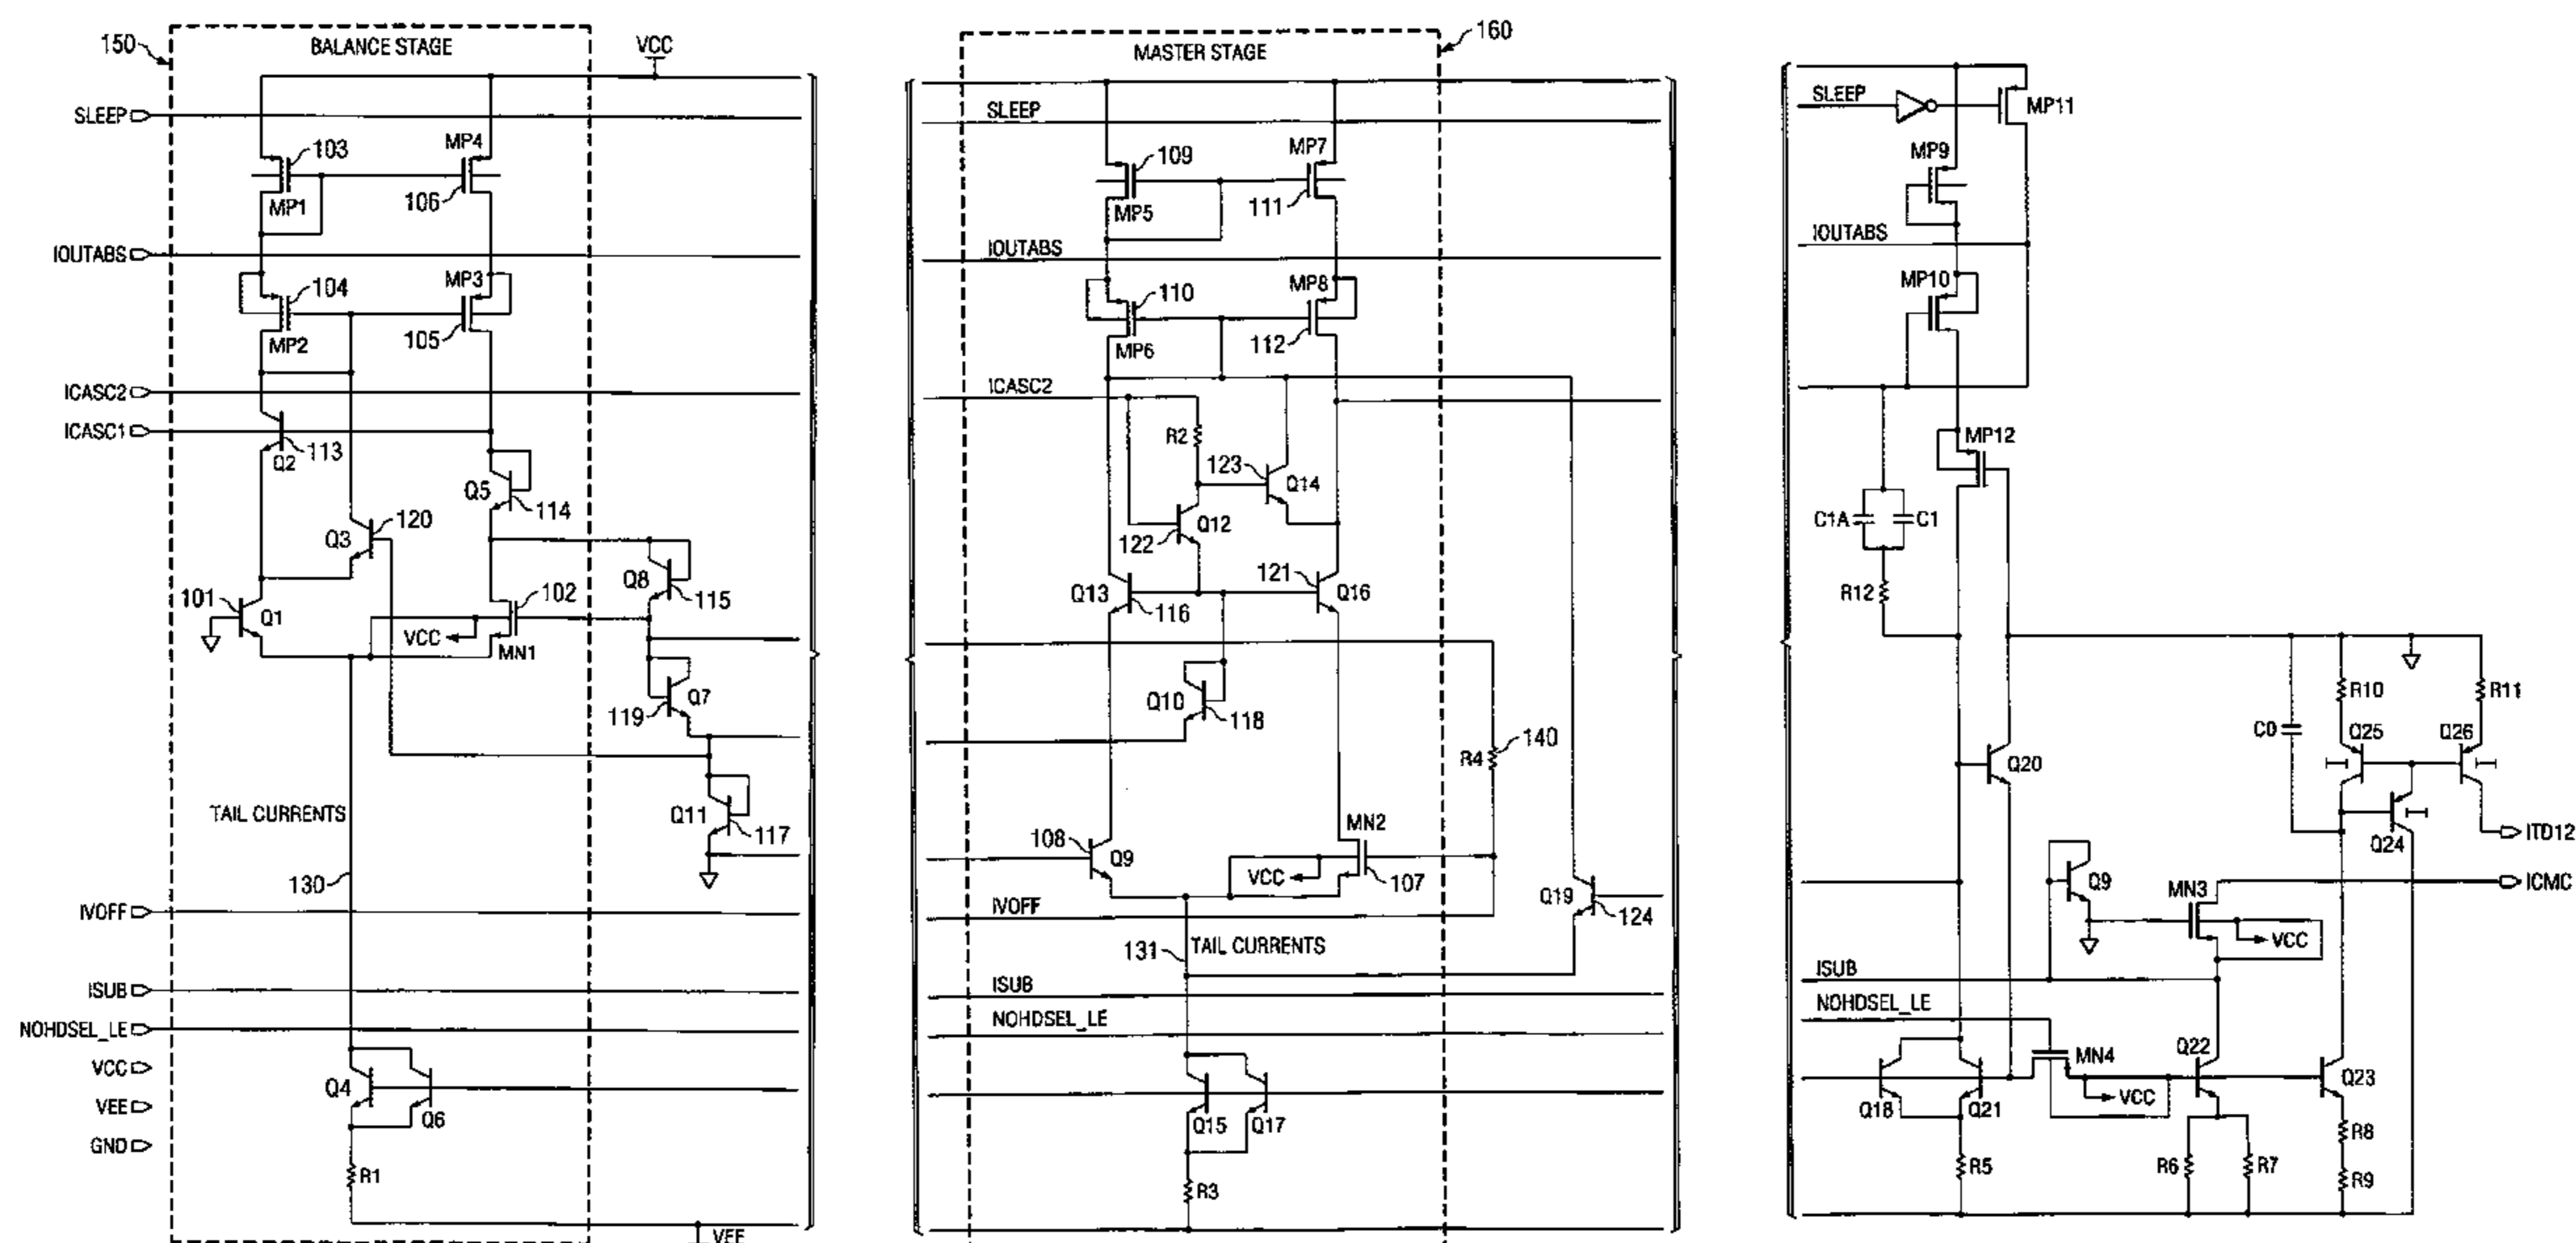 150
BALANCE STAGE
VCC
SLEEP
103
MP4
MP1
106
IOUTABS
104
MP3
105
MP2
ICASC2
ICASC1
Q2
113
Q5
114
120
Q3
101
Q1
102
VCC
MN1
Q8
115
Q7
119
Q11
117
TAIL CURRENTS
130
IVOFF
ISUB
NOHDSEL_LE
VCC
VEE
GND
Q4
Q6
R1
VEE
MASTER STAGE
160
SLEEP
109
MP7
MP5
111
IOUTABS
110
MP8
MP6
112
ICASC2
R2
123
Q14
Q12
122
Q13
116
121
Q16
Q10
118
140
R4
108
Q9
MN2
VCC
107
Q19
124
IVOFF
131
TAIL CURRENTS
ISUB
NOHDSEL_LE
Q15
Q17
R3
SLEEP
MP11
MP9
IOUTABS
MP10
MP12
C1A
C1
R12
R10
R11
C0
Q25
Q26
Q20
Q24
ITD12
Q9
MN3
ICMC
VCC
ISUB
NOHDSEL_LE
MN4
Q22
Q23
VCC
Q18
Q21
R5
R6
R7
R8
R9